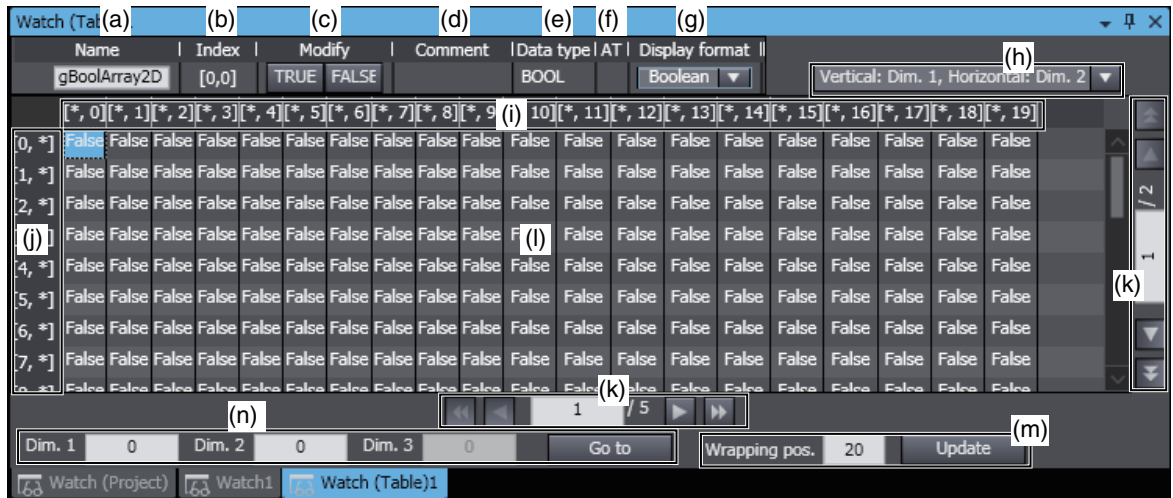 Watch (Tab (a)
(b) (c) (d) (e) (f) (g)
Name Index Modify Comment Data type AT Display format
gBoolArray2D [0,0] TRUE FALSE BOOL Boolean ▼
(h)
Vertical: Dim. 1, Horizontal: Dim. 2 ▼
[*, 0] [*, 1] [*, 2] [*, 3] [*, 4] [*, 5] [*, 6] [*, 7] [*, 8] [*, 9 (i) 10] [*, 11] [*, 12] [*, 13] [*, 14] [*, 15] [*, 16] [*, 17] [*, 18] [*, 19]
[0, *] False False False False False False False False False False False False False False False False False False False False
[1, *] False False False False False False False False False False False False False False False False False False False False
[2, *] False False False False False False False False False False False False False False False False False False False False
(j) False False False False False False False False False False False (l) False False False False False False False False False
[4, *] False False False False False False False False False False False False False False False False False False False False
[5, *] False False False False False False False False False False False False False False False False False False False False
[6, *] False False False False False False False False False False False False False False False False False False False False
[7, *] False False False False False False False False False False False False False False False False False False False False
/ 2
1
(k)
(k)
1 / 5
(n)
Dim. 1 0 Dim. 2 0 Dim. 3 0 Go to
(m)
Wrapping pos. 20 Update
Watch (Project) Watch1 Watch (Table)1